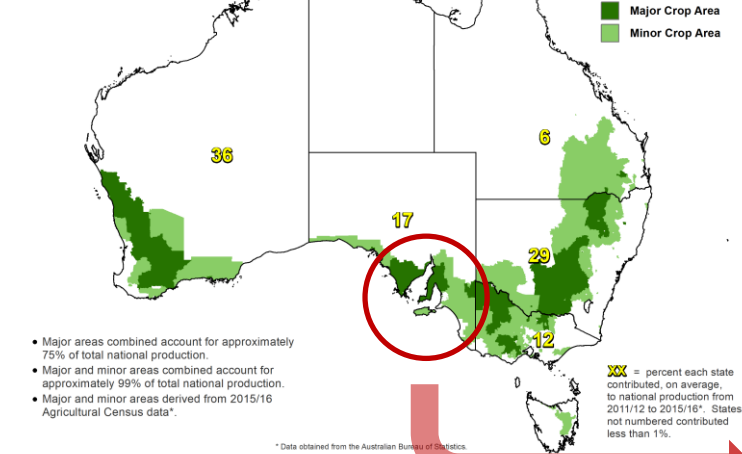 Major Crop Area
Minor Crop Area
6
36
17
29
12
• Major areas combined account for approximately
75% of total national production.
• Major and minor areas combined account for
approximately 99% of total national production.
• Major and minor areas derived from 2015/16
Agricultural Census data*.
XX = percent each state
contributed, on average,
to national production from
2011/12 to 2015/16*. States
not numbered contributed
less than 1%.
* Data obtained from the Australian Bureau of Statistics.